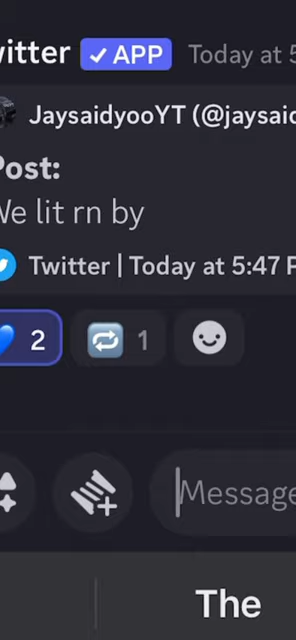 witter ✓ APP Today at 5
JaysaidyooYT (@jaysaid
Post:
We lit rn by
Twitter | Today at 5:47 P
2 1
Message
The